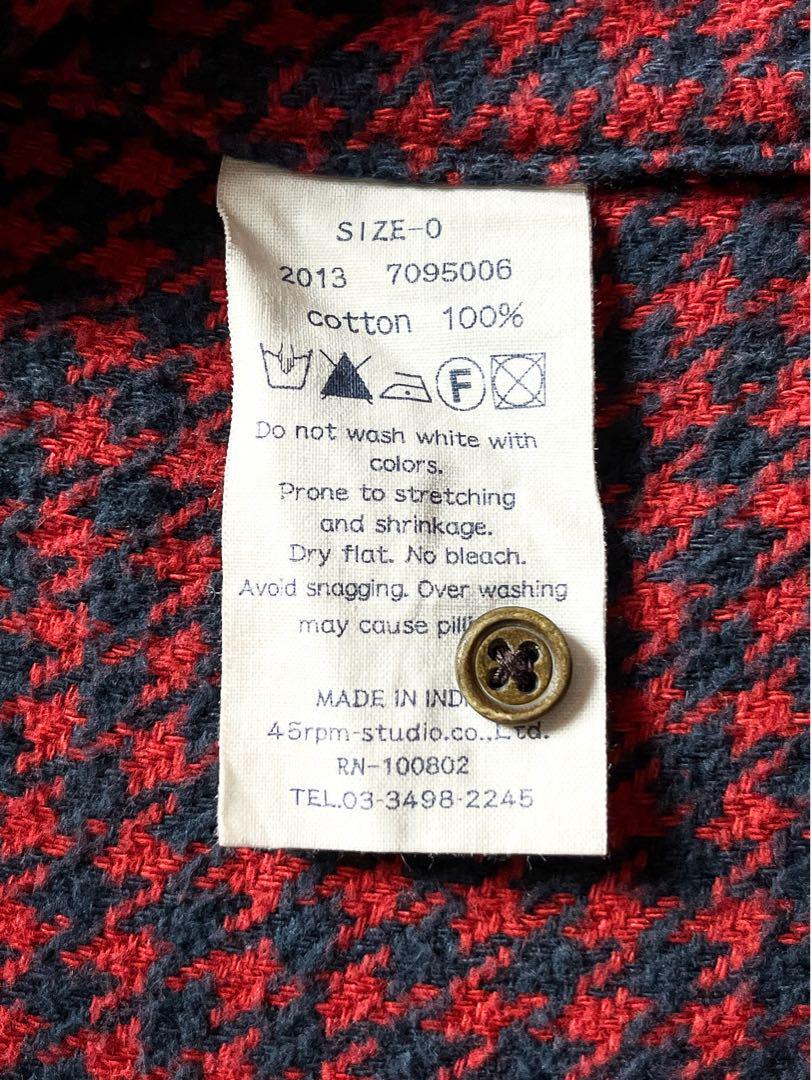 SIZE-0
2013 7095006
cotton 100%
F
Do not wash white with
colors.
Prone to stretching
and shrinkage.
Dry flat. No bleach.
Avoid snagging. Over washing
may cause
MADE IN
45rpm-studio.co.,Ltd.
RN-100802
TEL.03-3498-2245